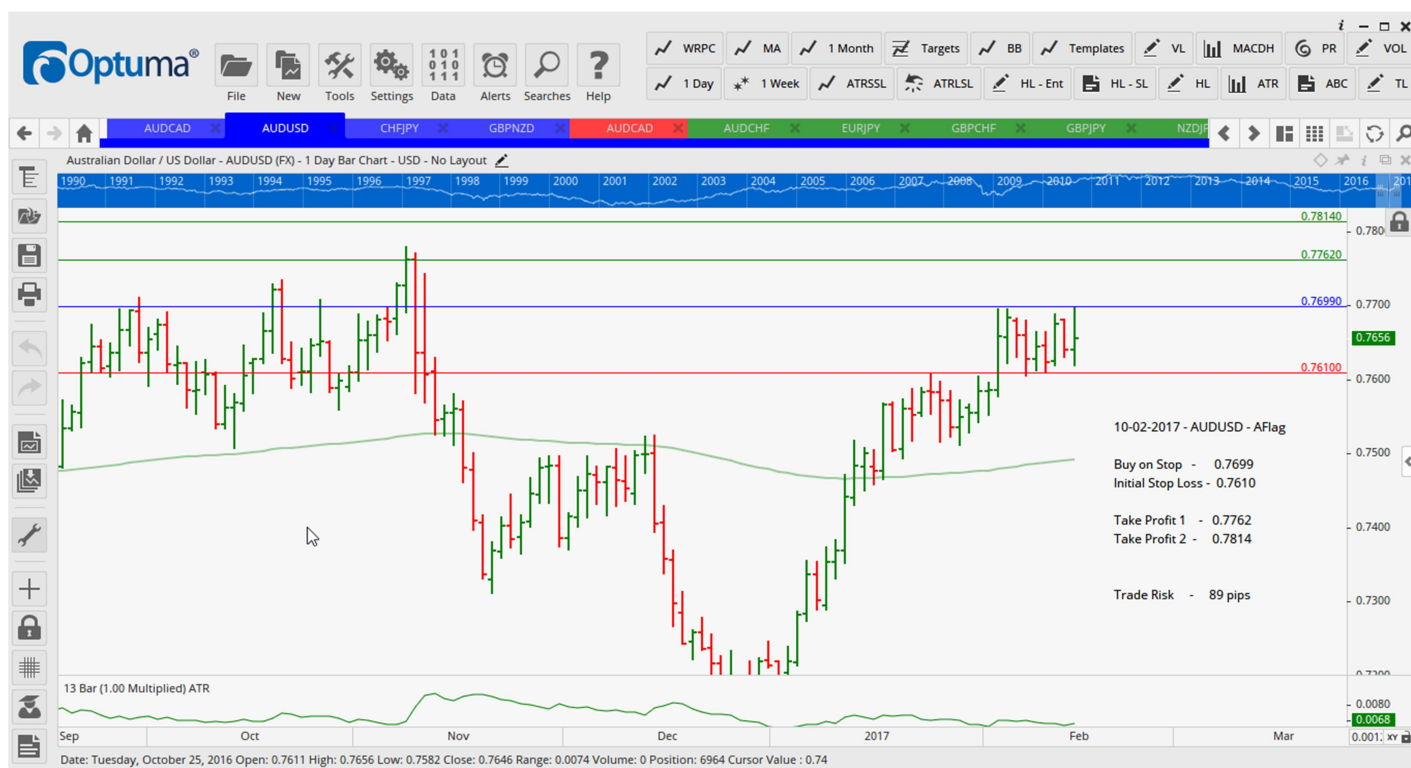 Optuma®
File New Tools Settings Data Alerts Searches Help
WRPC MA 1 Month Targets BB Templates VL MACDH PR VOL
1 Day 1 Week ATRSSL ATRLSL HL - Ent HL - SL HL ATR ABC TL
AUDCAD AUDUSD CHFJPY GBPNZD AUDCAD AUDCHF EURJPY GBPCHF GBPJPY NZDJP
Australian Dollar / US Dollar - AUDUSD (FX) - 1 Day Bar Chart - USD - No Layout
1990 1991 1992 1993 1994 1995 1996 1997 1998 1999 2000 2001 2002 2003 2004 2005 2006 2007 2008 2009 2010 2011 2012 2013 2014 2015 2016 201
0.78140
0.780
0.77620
0.76990
0.7700
0.7656
0.76100
0.7600
10-02-2017 - AUDUSD - AFlag
0.7500
Buy on Stop - 0.7699
Initial Stop Loss - 0.7610
Take Profit 1 - 0.7762
0.7400
Take Profit 2 - 0.7814
Trade Risk - 89 pips
0.7300
13 Bar (1.00 Multiplied) ATR
0.0080
0.0068
Sep Oct Nov Dec 2017 Feb Mar 0.001 XY
Date: Tuesday, October 25, 2016 Open: 0.7611 High: 0.7656 Low: 0.7582 Close: 0.7646 Range: 0.0074 Volume: 0 Position: 6964 Cursor Value : 0.74